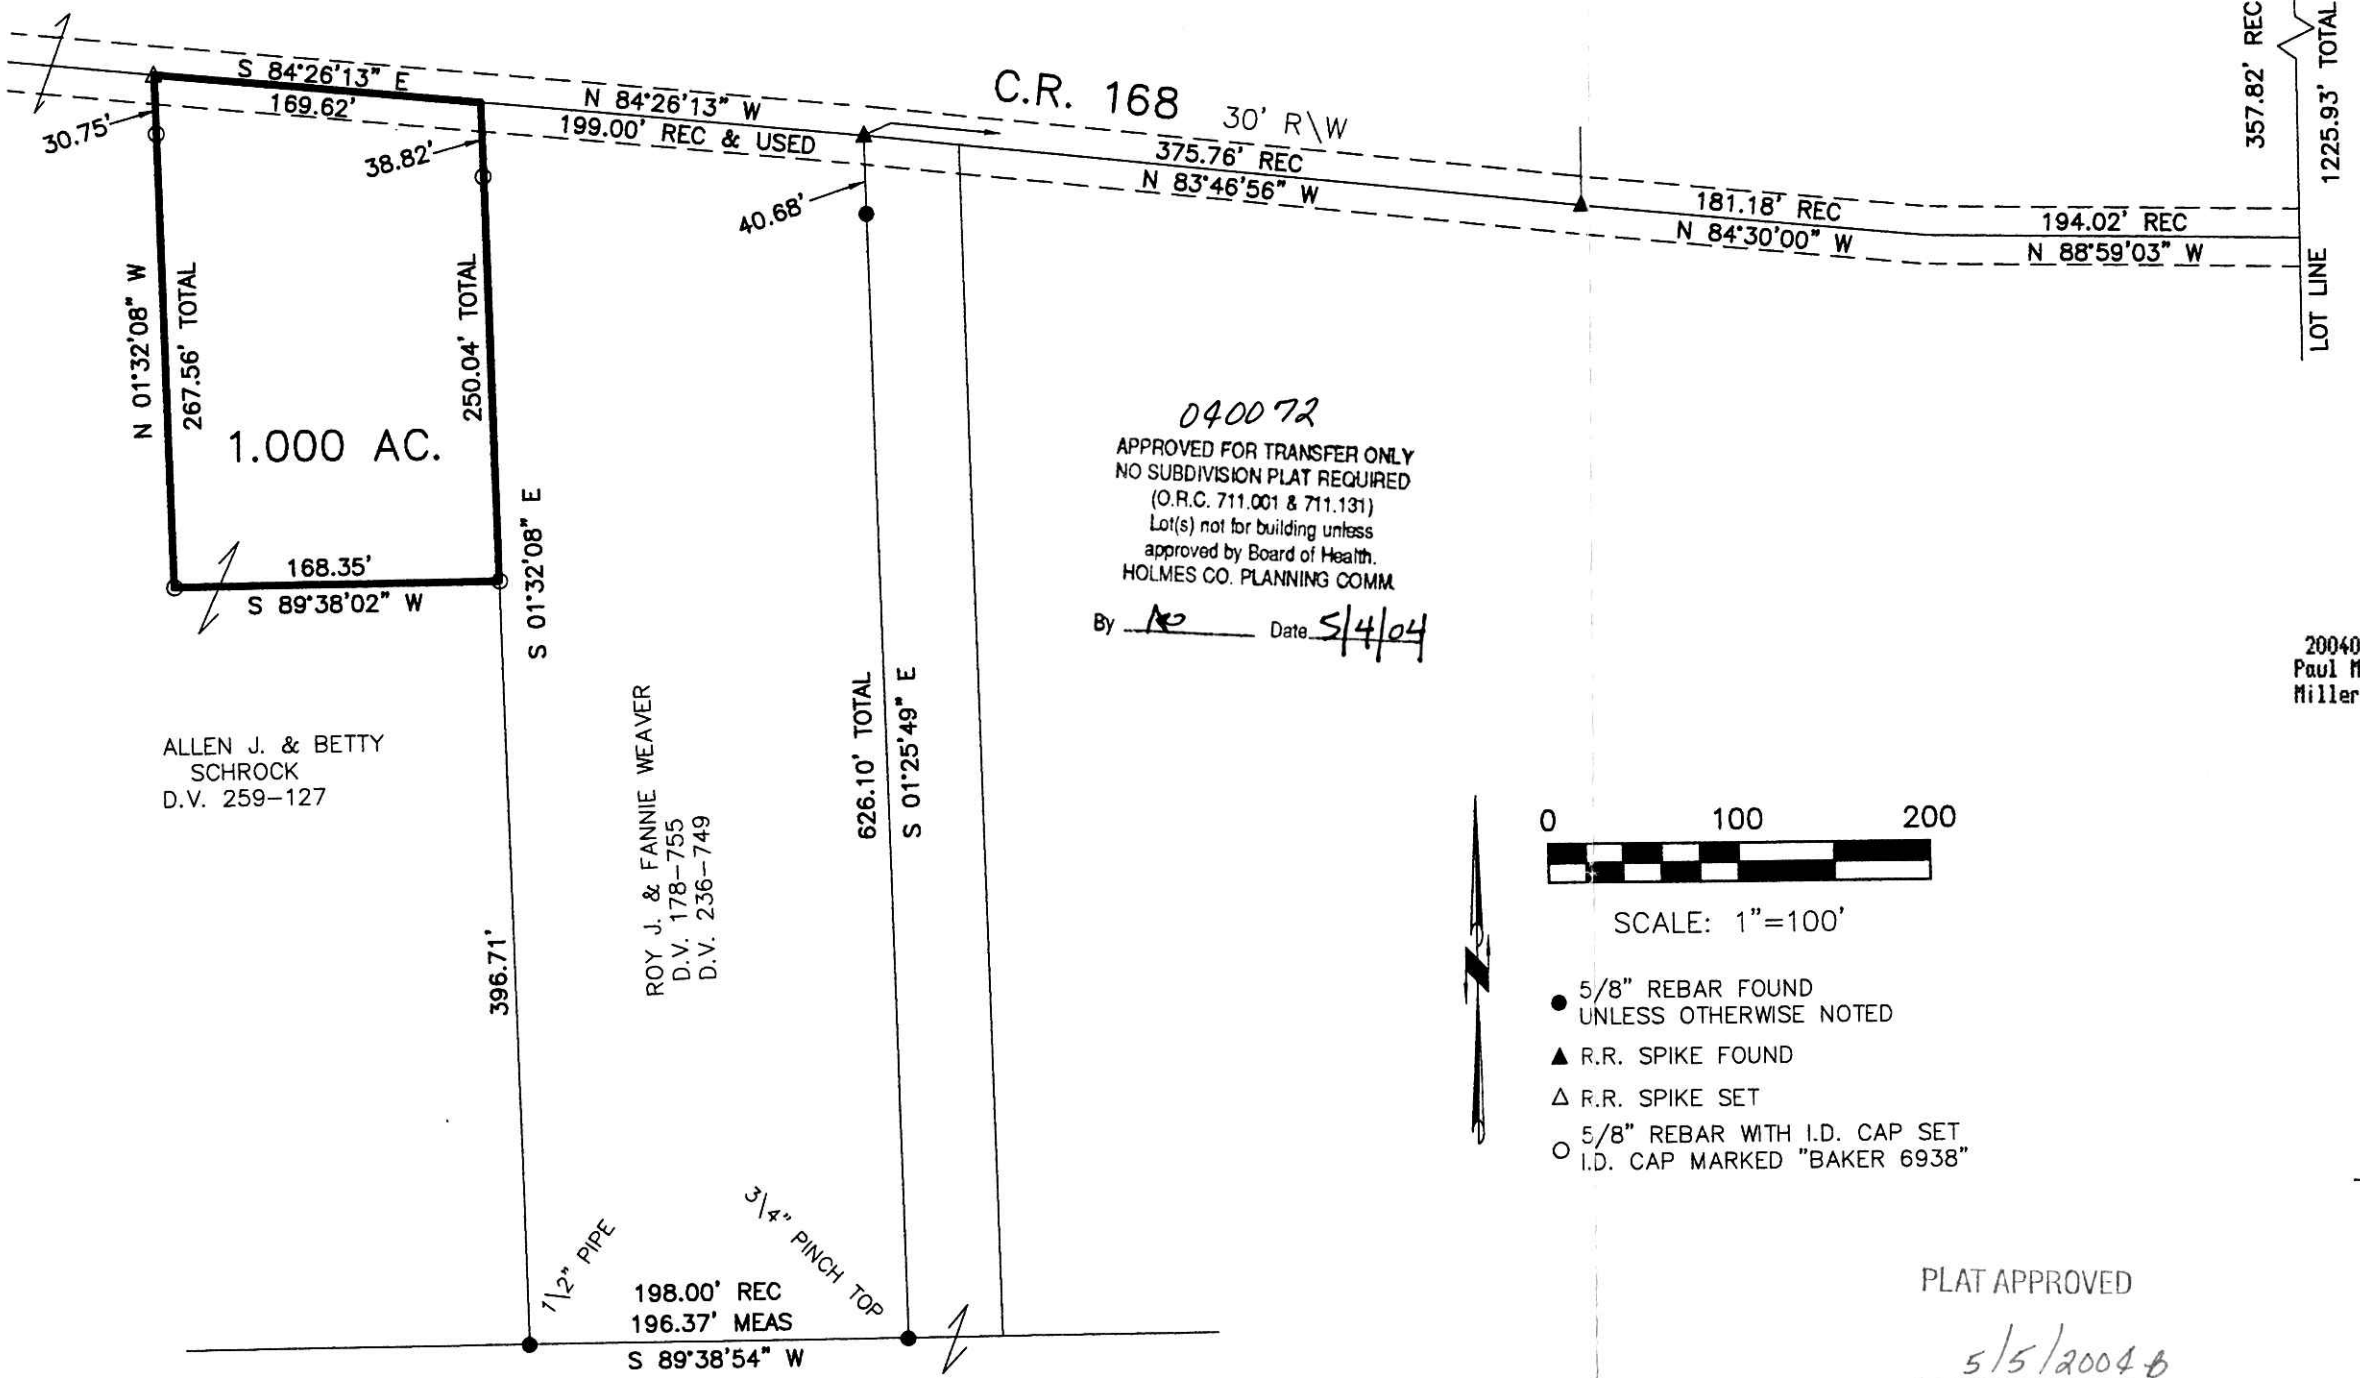 S 84°26'13" E
169.62'
30.75'
38.82'
N 84°26'13" W
199.00' REC & USED
40.68'
C.R. 168
30' R\W
375.76' REC
N 83°46'56" W
181.18' REC
N 84°30'00" W
194.02' REC
N 88°59'03" W
357.82' REC
1225.93' TOTAL
LOT LINE
N 01°32'08" W
267.56' TOTAL
250.04' TOTAL
1.000 AC.
S 01°32'08" E
168.35'
S 89°38'02" W
040072
APPROVED FOR TRANSFER ONLY
NO SUBDIVISION PLAT REQUIRED
(O.R.C. 711.001 & 711.131)
Lot(s) not for building unless
approved by Board of Health.
HOLMES CO. PLANNING COMM.
By
Date 5/4/04
20040
Paul M
Miller
ALLEN J. & BETTY
SCHROCK
D.V. 259-127
ROY J. & FANNIE WEAVER
D.V. 178-755
D.V. 236-749
626.10' TOTAL
S 01°25'49" E
396.71'
0 100 200
SCALE: 1"=100'
5/8" REBAR FOUND
UNLESS OTHERWISE NOTED
R.R. SPIKE FOUND
R.R. SPIKE SET
5/8" REBAR WITH I.D. CAP SET
I.D. CAP MARKED "BAKER 6938"
1/2" PIPE
3/4" PINCH TOP
198.00' REC
196.37' MEAS
S 89°38'54" W
PLAT APPROVED
5/5/2004